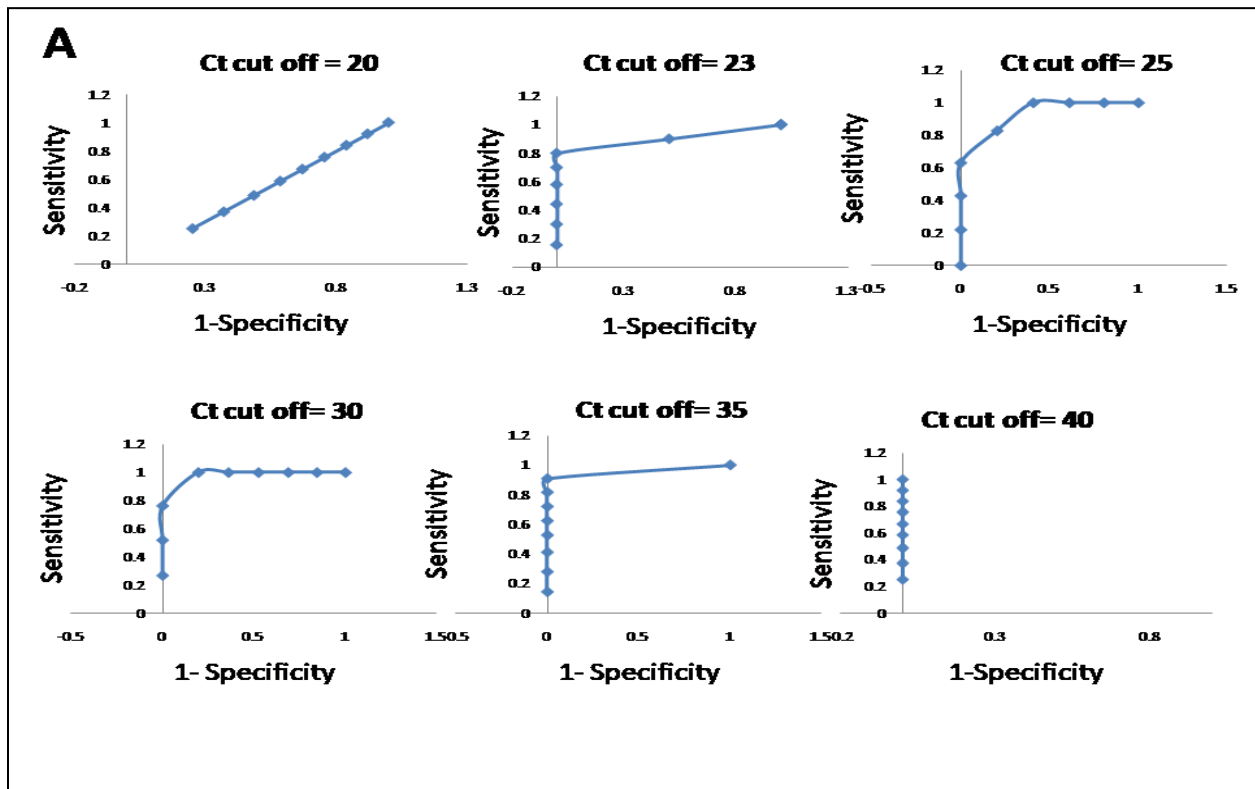 A
Ct cut off = 20
Sensitivity
1.2
1
0.8
0.6
0.4
0.2
0
-0.2 0.3 0.8 1.3
1-Specificity
Ct cut off= 23
Sensitivity
1.2
1
0.8
0.6
0.4
0.2
0
-0.2 0.3 0.8 1.3
1-Specificity
Ct cut off= 25
Sensitivity
1.2
1
0.8
0.6
0.4
0.2
0
-0.5 0 0.5 1 1.5
1-Specificity
Ct cut off= 30
Sensitivity
1.2
1
0.8
0.6
0.4
0.2
0
-0.5 0 0.5 1 1.5
1- Specificity
Ct cut off= 35
Sensitivity
1.2
1
0.8
0.6
0.4
0.2
0
-0.5 0 0.5 1 1.5
1- Specificity
Ct cut off= 40
Sensitivity
1.2
1
0.8
0.6
0.4
0.2
0
-0.2 0.3 0.8
1-Specificity